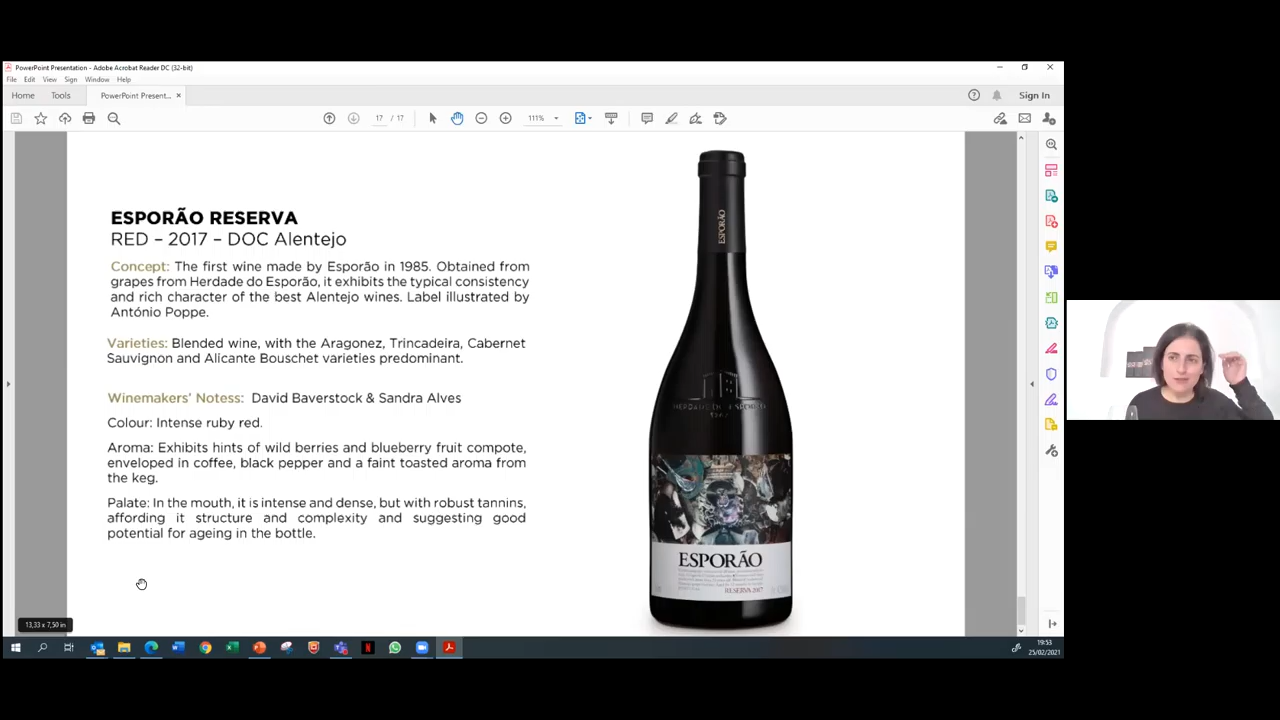 PowerPoint Presentation - Adobe Acrobat Reader DC (32-bit)
File Edit View Sign Window Help
Home Tools PowerPoint Present... × Sign In
17 / 17 111%
ESPORÃO RESERVA
RED – 2017 – DOC Alentejo
Concept: The first wine made by Esporão in 1985. Obtained from
grapes from Herdade do Esporão, it exhibits the typical consistency
and rich character of the best Alentejo wines. Label illustrated by
António Poppe.
Varieties: Blended wine, with the Aragonez, Trincadeira, Cabernet
Sauvignon and Alicante Bouschet varieties predominant.
Winemakers' Notess: David Baverstock & Sandra Alves
Colour: Intense ruby red.
Aroma: Exhibits hints of wild berries and blueberry fruit compote,
enveloped in coffee, black pepper and a faint toasted aroma from
the keg.
Palate: In the mouth, it is intense and dense, but with robust tannins,
affording it structure and complexity and suggesting good
potential for ageing in the bottle.
ESPORÃO
HERDADE DO ESPORÃO
1267
ESPORÃO
RESERVA 2017
13,33 x 7,50 in
19:53
25/02/2021